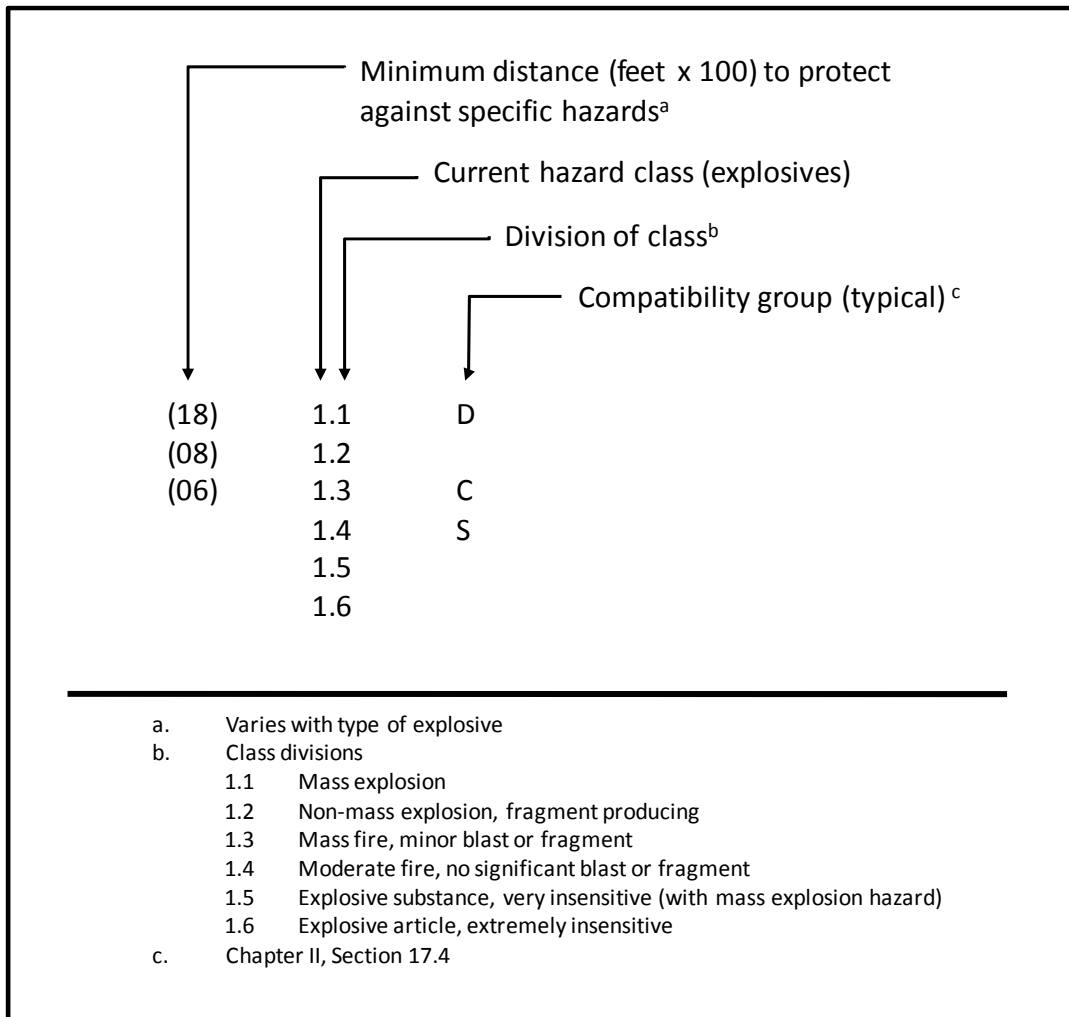 Minimum distance (feet x 100) to protect
against specific hazardsᵃ
Current hazard class (explosives)
Division of classᵇ
Compatibility group (typical) ᶜ
(18) 1.1 D
(08) 1.2
(06) 1.3 C
1.4 S
1.5
1.6
a. Varies with type of explosive
b. Class divisions
1.1 Mass explosion
1.2 Non-mass explosion, fragment producing
1.3 Mass fire, minor blast or fragment
1.4 Moderate fire, no significant blast or fragment
1.5 Explosive substance, very insensitive (with mass explosion hazard)
1.6 Explosive article, extremely insensitive
c. Chapter II, Section 17.4